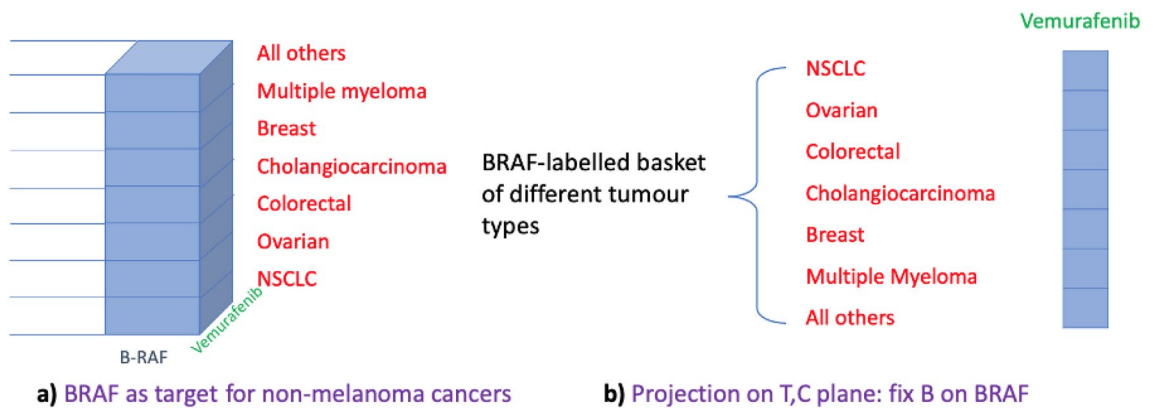 All others
Multiple myeloma
Breast
Cholangiocarcinoma
Colorectal
Ovarian
NSCLC
Vemurafenib
B-RAF
BRAF-labelled basket
of different tumour
types
Vemurafenib
NSCLC
Ovarian
Colorectal
Cholangiocarcinoma
Breast
Multiple Myeloma
All others
a) BRAF as target for non-melanoma cancers
b) Projection on T,C plane: fix B on BRAF